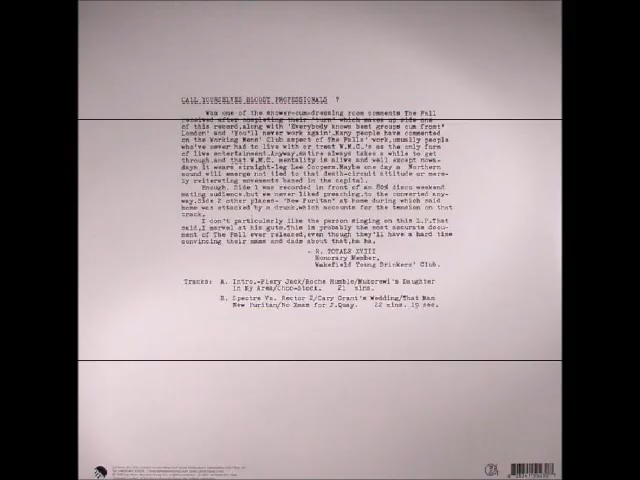 CALL YOURSELVES BLOODY PROFESSIONALS ?
Was one of the shower-cum-dressing room comments The Fall
received after completing their 'turn' which makes up side one
of this record, along with 'Everybody knows best groups cum from
London' and 'You'll never work again'. Many people have commented
on the Working Mens' Club aspect of The Falls' work, usually people
who've never had to live with or treat W.M.C.'s as the only form
of live entertainment. Anyway, satire always takes a while to get
through, and that W.M.C. mentality is alive and well except nowa-
days it wears straight-leg Lee Coopers. Maybe one day a Northern
sound will emerge not tied to that death-circuit attitude or mere-
ly reiterating movements based in the capital.
Enough. Side 1 was recorded in front of an 80% disco weekend
mating audience, but we never liked preaching to the converted any-
way. Side 2 other places- 'New Puritan' at home during which said
home was attacked by a drunk, which accounts for the tension on that
track.
I don't particularly like the person singing on this L.P. That
said, I marvel at his guts. This is probably the most accurate docu-
ment of The Fall ever released, even though they'll have a hard time
convincing their mams and dads about that, ha ha.
- R. TOTALE XVIII
Honorary Member,
Wakefield Young Drinkers' Club.
Tracks: A. Intro.-Fiery Jack/Roche Rumble/Muzorewi's Daughter
In My Area/Choc-Stock. 21 mins.
B. Spectre Vs. Rector 2/Cary Grant's Wedding/That Man
New Puritan/No Xmas for J.Quay. 22 mins. 19 sec.